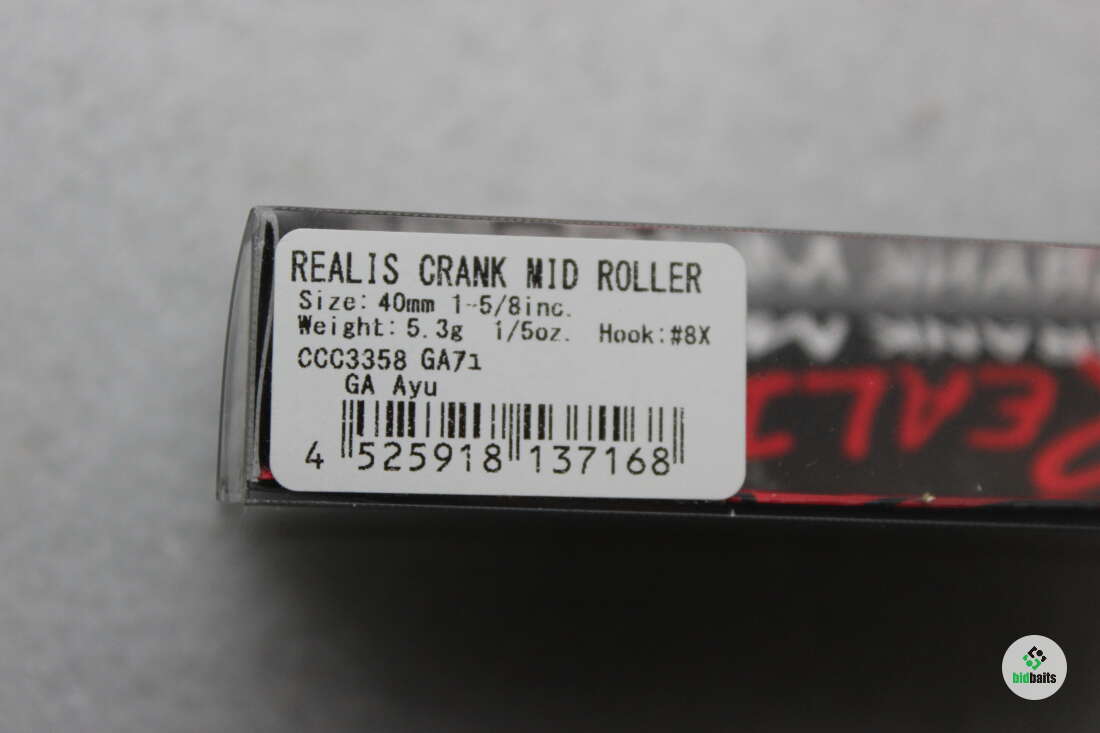 REALIS CRANK MID ROLLER
Size: 40mm 1-5/8inc.
Weight: 5.3g 1/5oz. Hook:#8X
CCC3358 GA71
GA Ayu
4 525918 137168
REAL
bidbaits